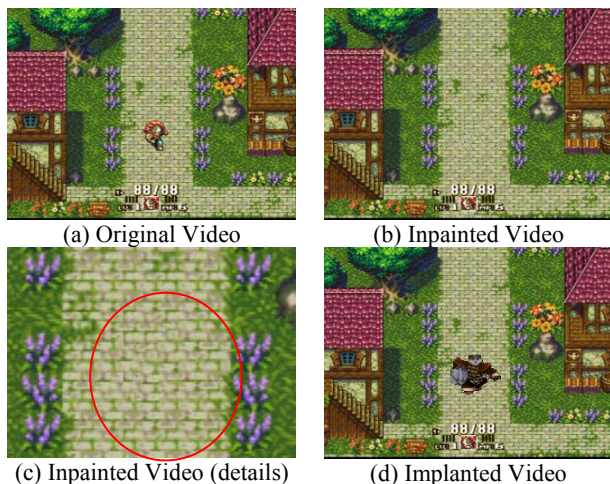 88/88
88/88
(a) Original Video
(b) Inpainted Video
88/88
(c) Inpainted Video (details)
(d) Implanted Video